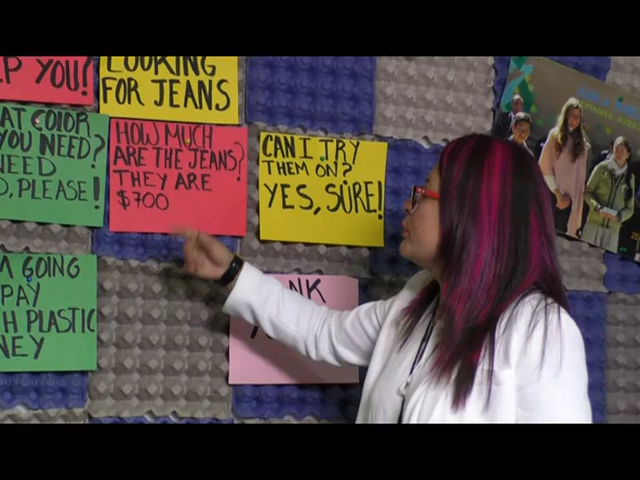 P YOU!
LOOKING
FOR JEANS
AT COLOR
YOU NEED?
NEED
PLEASE!
HOW MUCH
ARE THE JEANS?
THEY ARE
$700
CAN I TRY
THEM ON?
YES, SURE!
GOING
PAY
H PLASTIC
NEY
NK